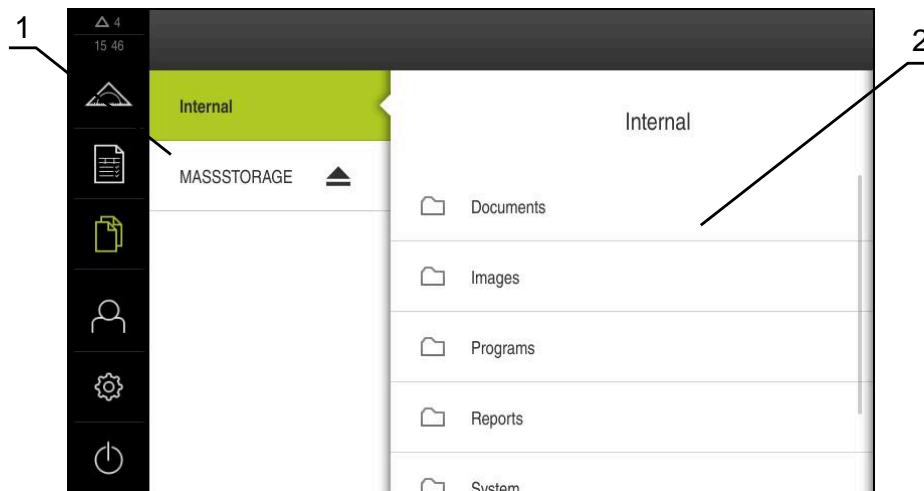 1
2
4
15 46
Internal
MASSSTORAGE
Internal
Documents
Images
Programs
Reports
System